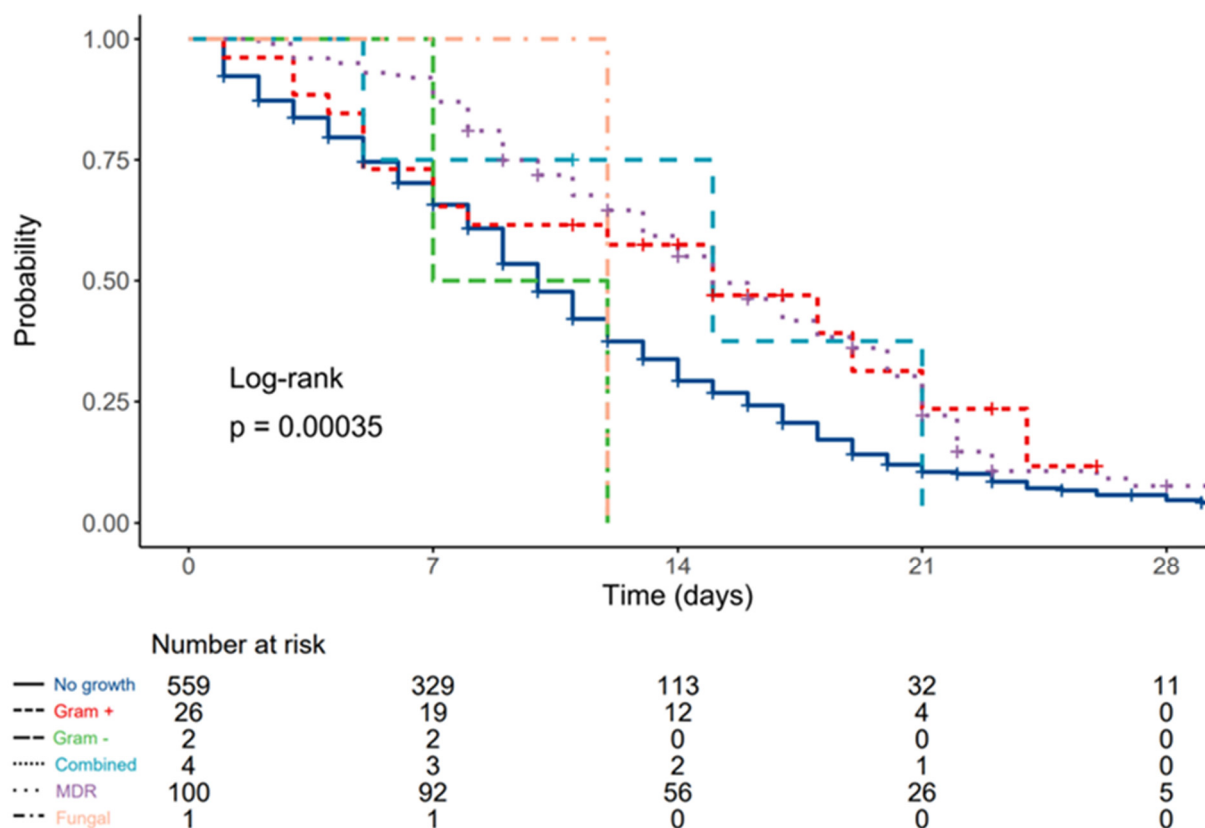 1.00
0.75
0.50
0.25
0.00
Probability
Log-rank
p = 0.00035
0 7 14 21 28
Time (days)
Number at risk
No growth 559 329 113 32 11
Gram + 26 19 12 4 0
Gram - 2 2 0 0 0
Combined 4 3 2 1 0
MDR 100 92 56 26 5
Fungal 1 1 0 0 0